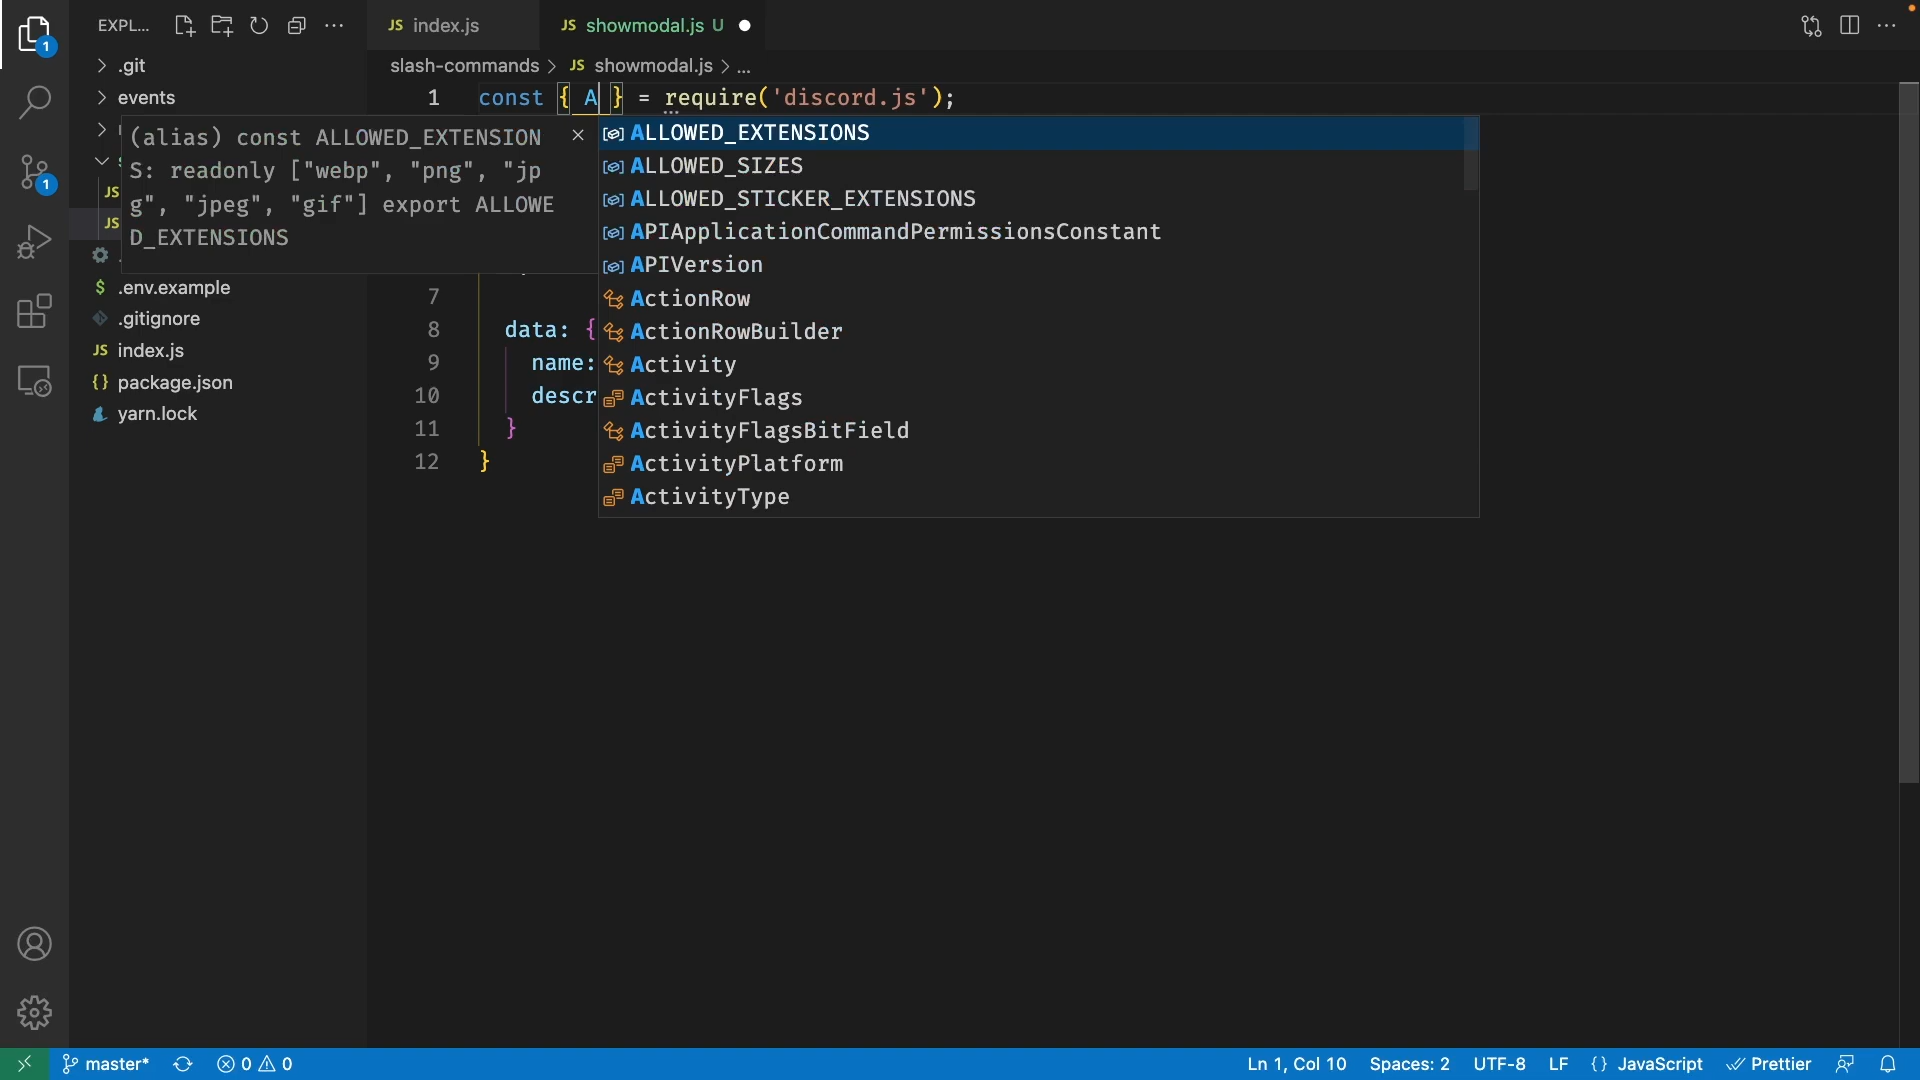 EXPL...
index.js
showmodal.js U
slash-commands > JS showmodal.js > ...
.git
events
.env.example
.gitignore
index.js
package.json
yarn.lock
1 const { A } = require('discord.js');
(alias) const ALLOWED_EXTENSION
S: readonly ["webp", "png", "jp
g", "jpeg", "gif"] export ALLOWE
D_EXTENSIONS
ALLOWED_EXTENSIONS
ALLOWED_SIZES
ALLOWED_STICKER_EXTENSIONS
APIApplicationCommandPermissionsConstant
APIVersion
ActionRow
ActionRowBuilder
Activity
ActivityFlags
ActivityFlagsBitField
ActivityPlatform
ActivityType
7
8 data: {
9 name:
10 descr
11 }
12 }
master* 0 0 Ln 1, Col 10 Spaces: 2 UTF-8 LF {} JavaScript Prettier